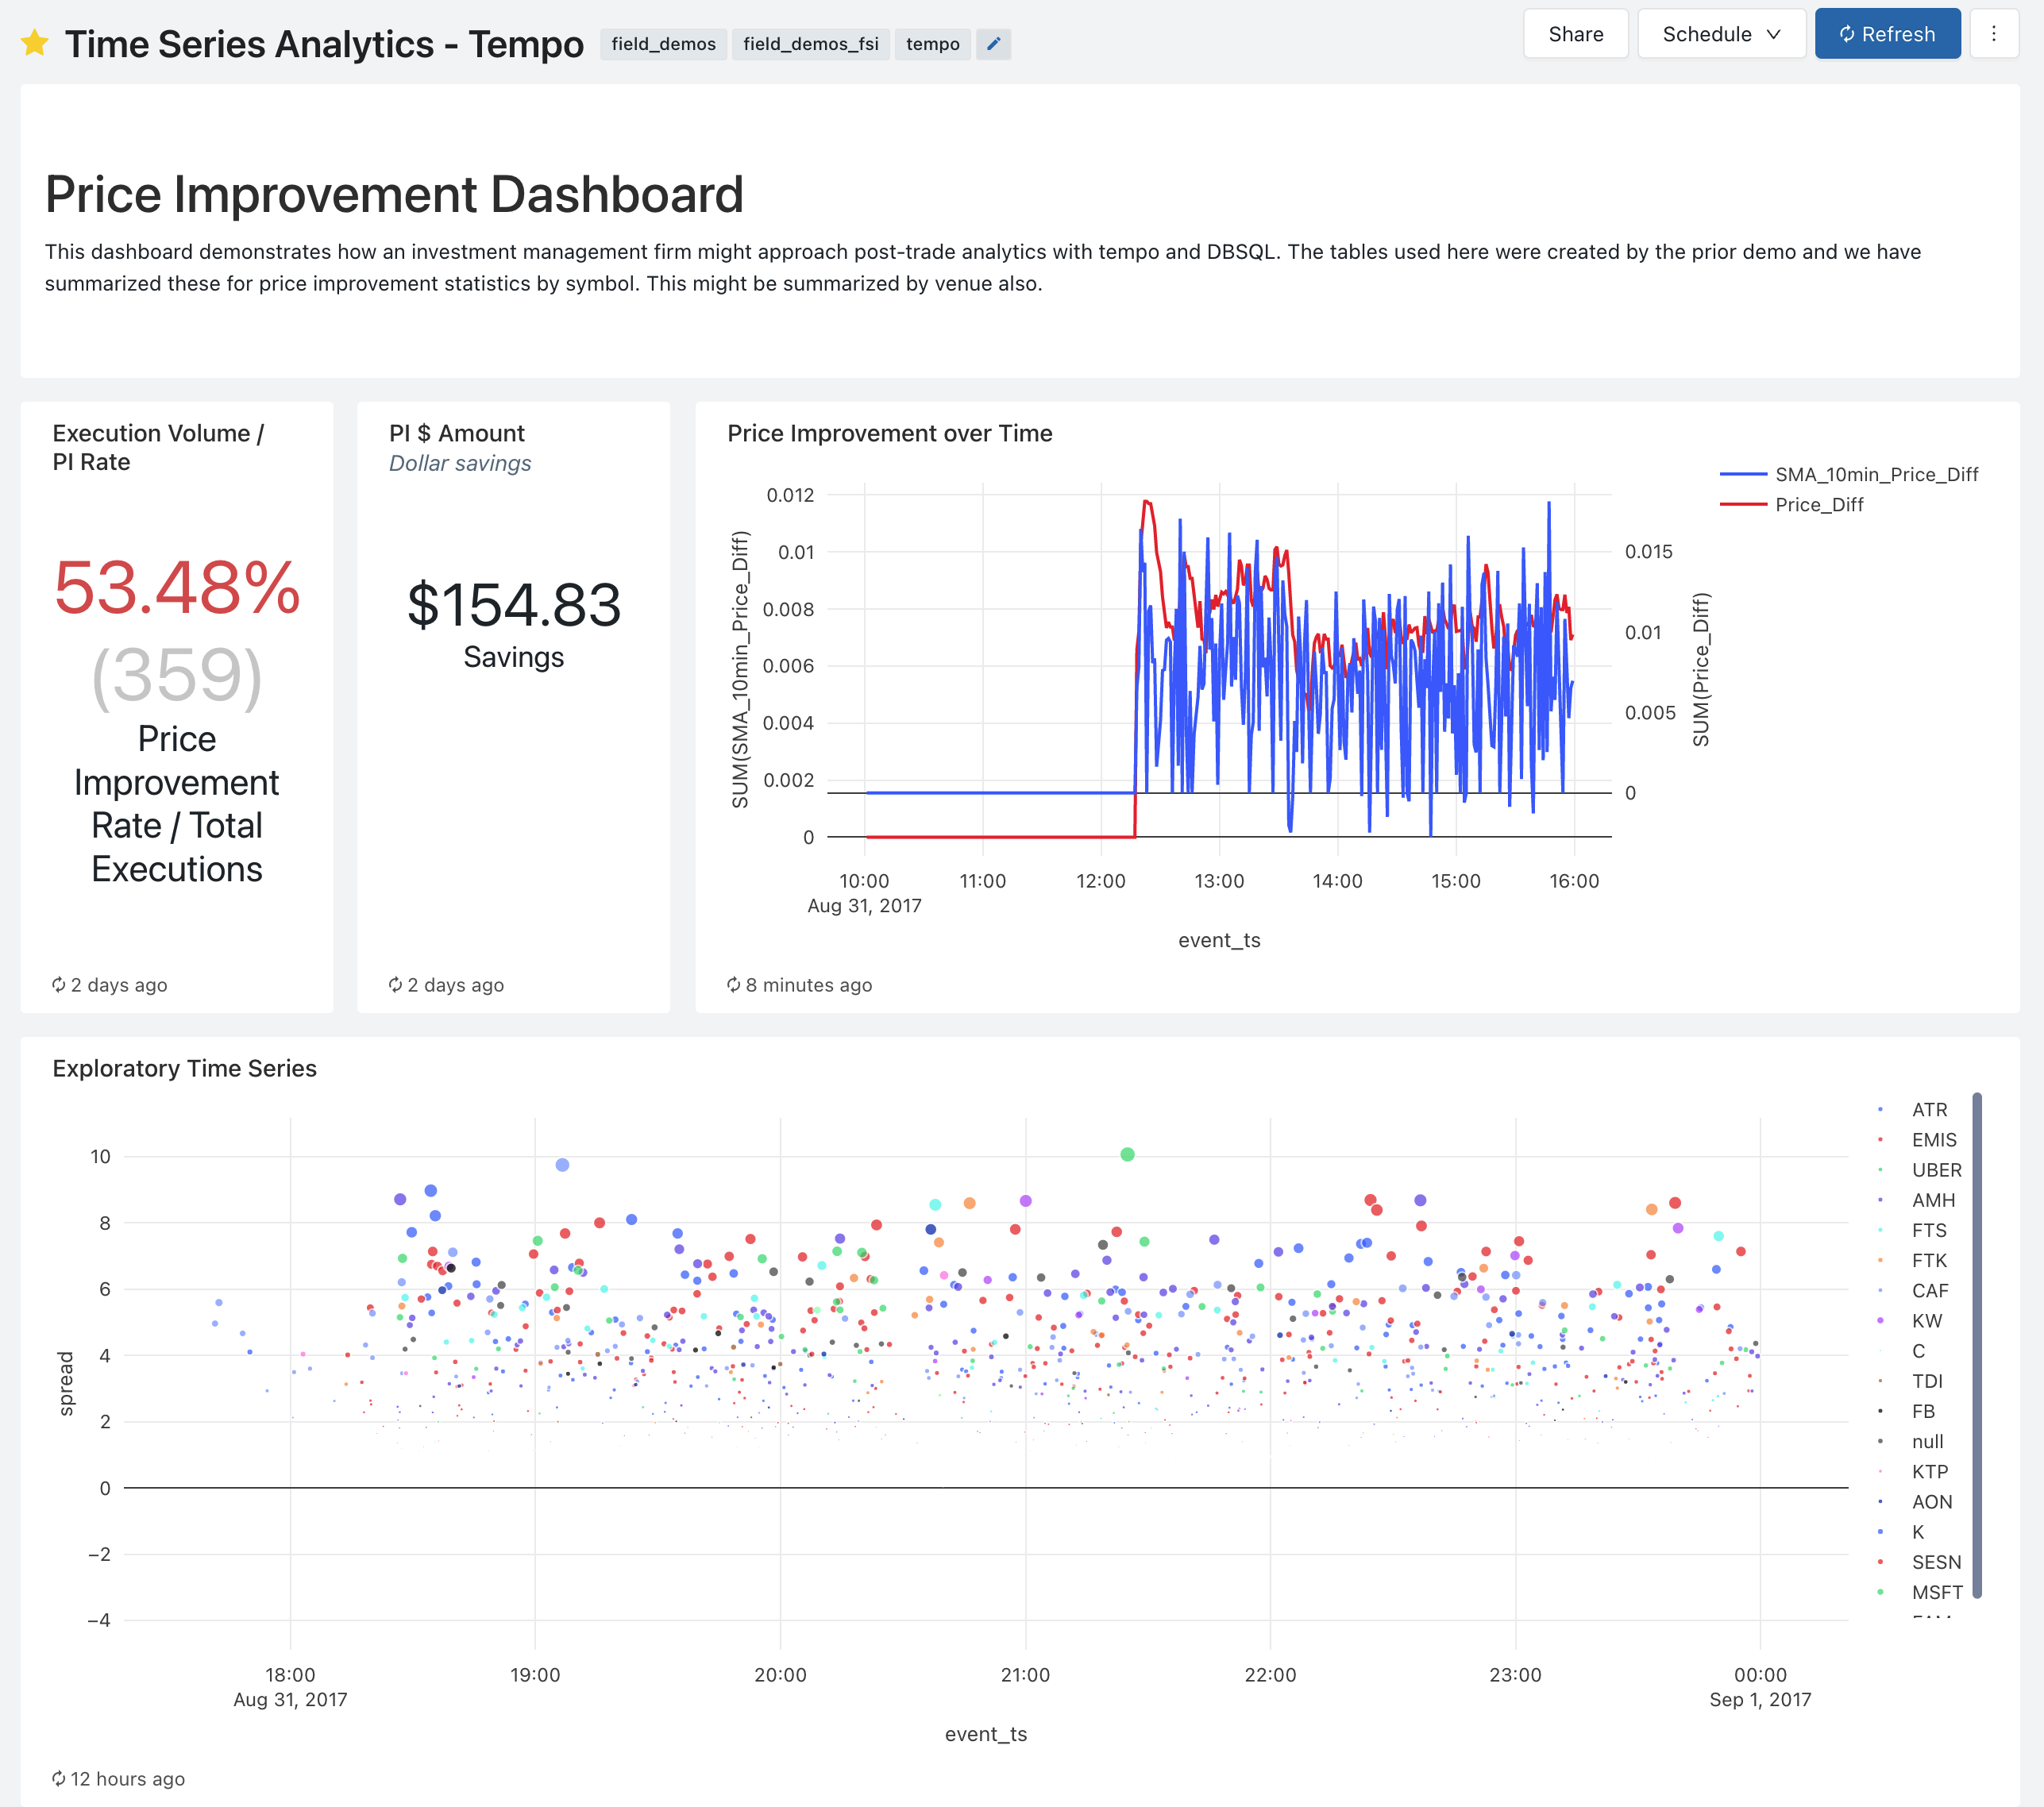 Time Series Analytics - Tempo
field_demos
field_demos_fsi
tempo
Share
Schedule
Refresh
Price Improvement Dashboard
This dashboard demonstrates how an investment management firm might approach post-trade analytics with tempo and DBSQL. The tables used here were created by the prior demo and we have
summarized these for price improvement statistics by symbol. This might be summarized by venue also.
Execution Volume /
PI Rate
53.48%
(359)
Price
Improvement
Rate / Total
Executions
2 days ago
PI $ Amount
Dollar savings
$154.83
Savings
2 days ago
Price Improvement over Time
SMA_10min_Price_Diff
Price_Diff
SUM(SMA_10min_Price_Diff)
0.012
0.01
0.008
0.006
0.004
0.002
0
0.015
0.01
0.005
0
SUM(Price_Diff)
10:00
11:00
12:00
13:00
14:00
15:00
16:00
Aug 31, 2017
event_ts
8 minutes ago
Exploratory Time Series
spread
10
8
6
4
2
0
−2
−4
18:00
19:00
20:00
21:00
22:00
23:00
00:00
Aug 31, 2017
Sep 1, 2017
event_ts
ATR
EMIS
UBER
AMH
FTS
FTK
CAF
KW
C
TDI
FB
null
KTP
AON
K
SESN
MSFT
12 hours ago